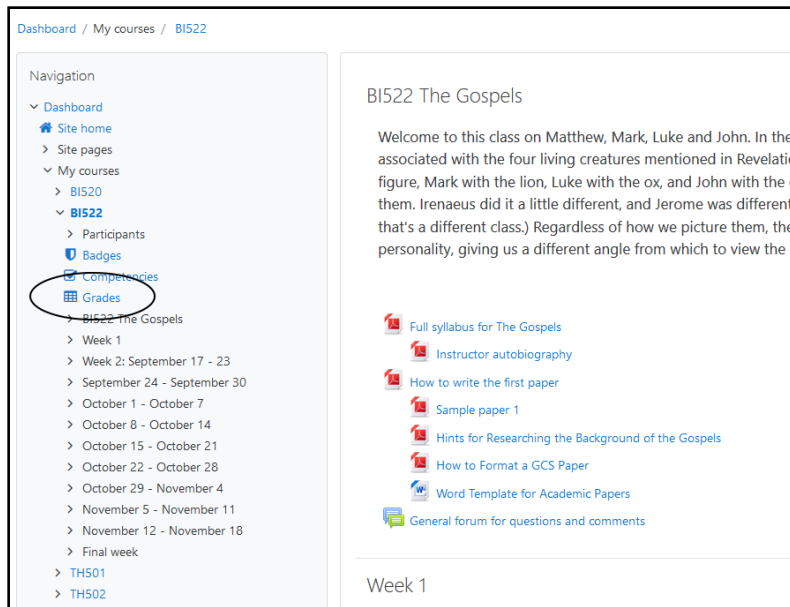 Dashboard / My courses / BI522
Navigation
Dashboard
Site home
Site pages
My courses
BI520
BI522
Participants
Badges
Competencies
Grades
BI522 The Gospels
Week 1
Week 2: September 17 - 23
September 24 - September 30
October 1 - October 7
October 8 - October 14
October 15 - October 21
October 22 - October 28
October 29 - November 4
November 5 - November 11
November 12 - November 18
Final week
TH501
TH502
BI522 The Gospels
Welcome to this class on Matthew, Mark, Luke and John. In the
associated with the four living creatures mentioned in Revelati
figure, Mark with the lion, Luke with the ox, and John with the
them. Irenaeus did it a little different, and Jerome was different
that's a different class.) Regardless of how we picture them, the
personality, giving us a different angle from which to view the
Full syllabus for The Gospels
Instructor autobiography
How to write the first paper
Sample paper 1
Hints for Researching the Background of the Gospels
How to Format a GCS Paper
Word Template for Academic Papers
General forum for questions and comments
Week 1